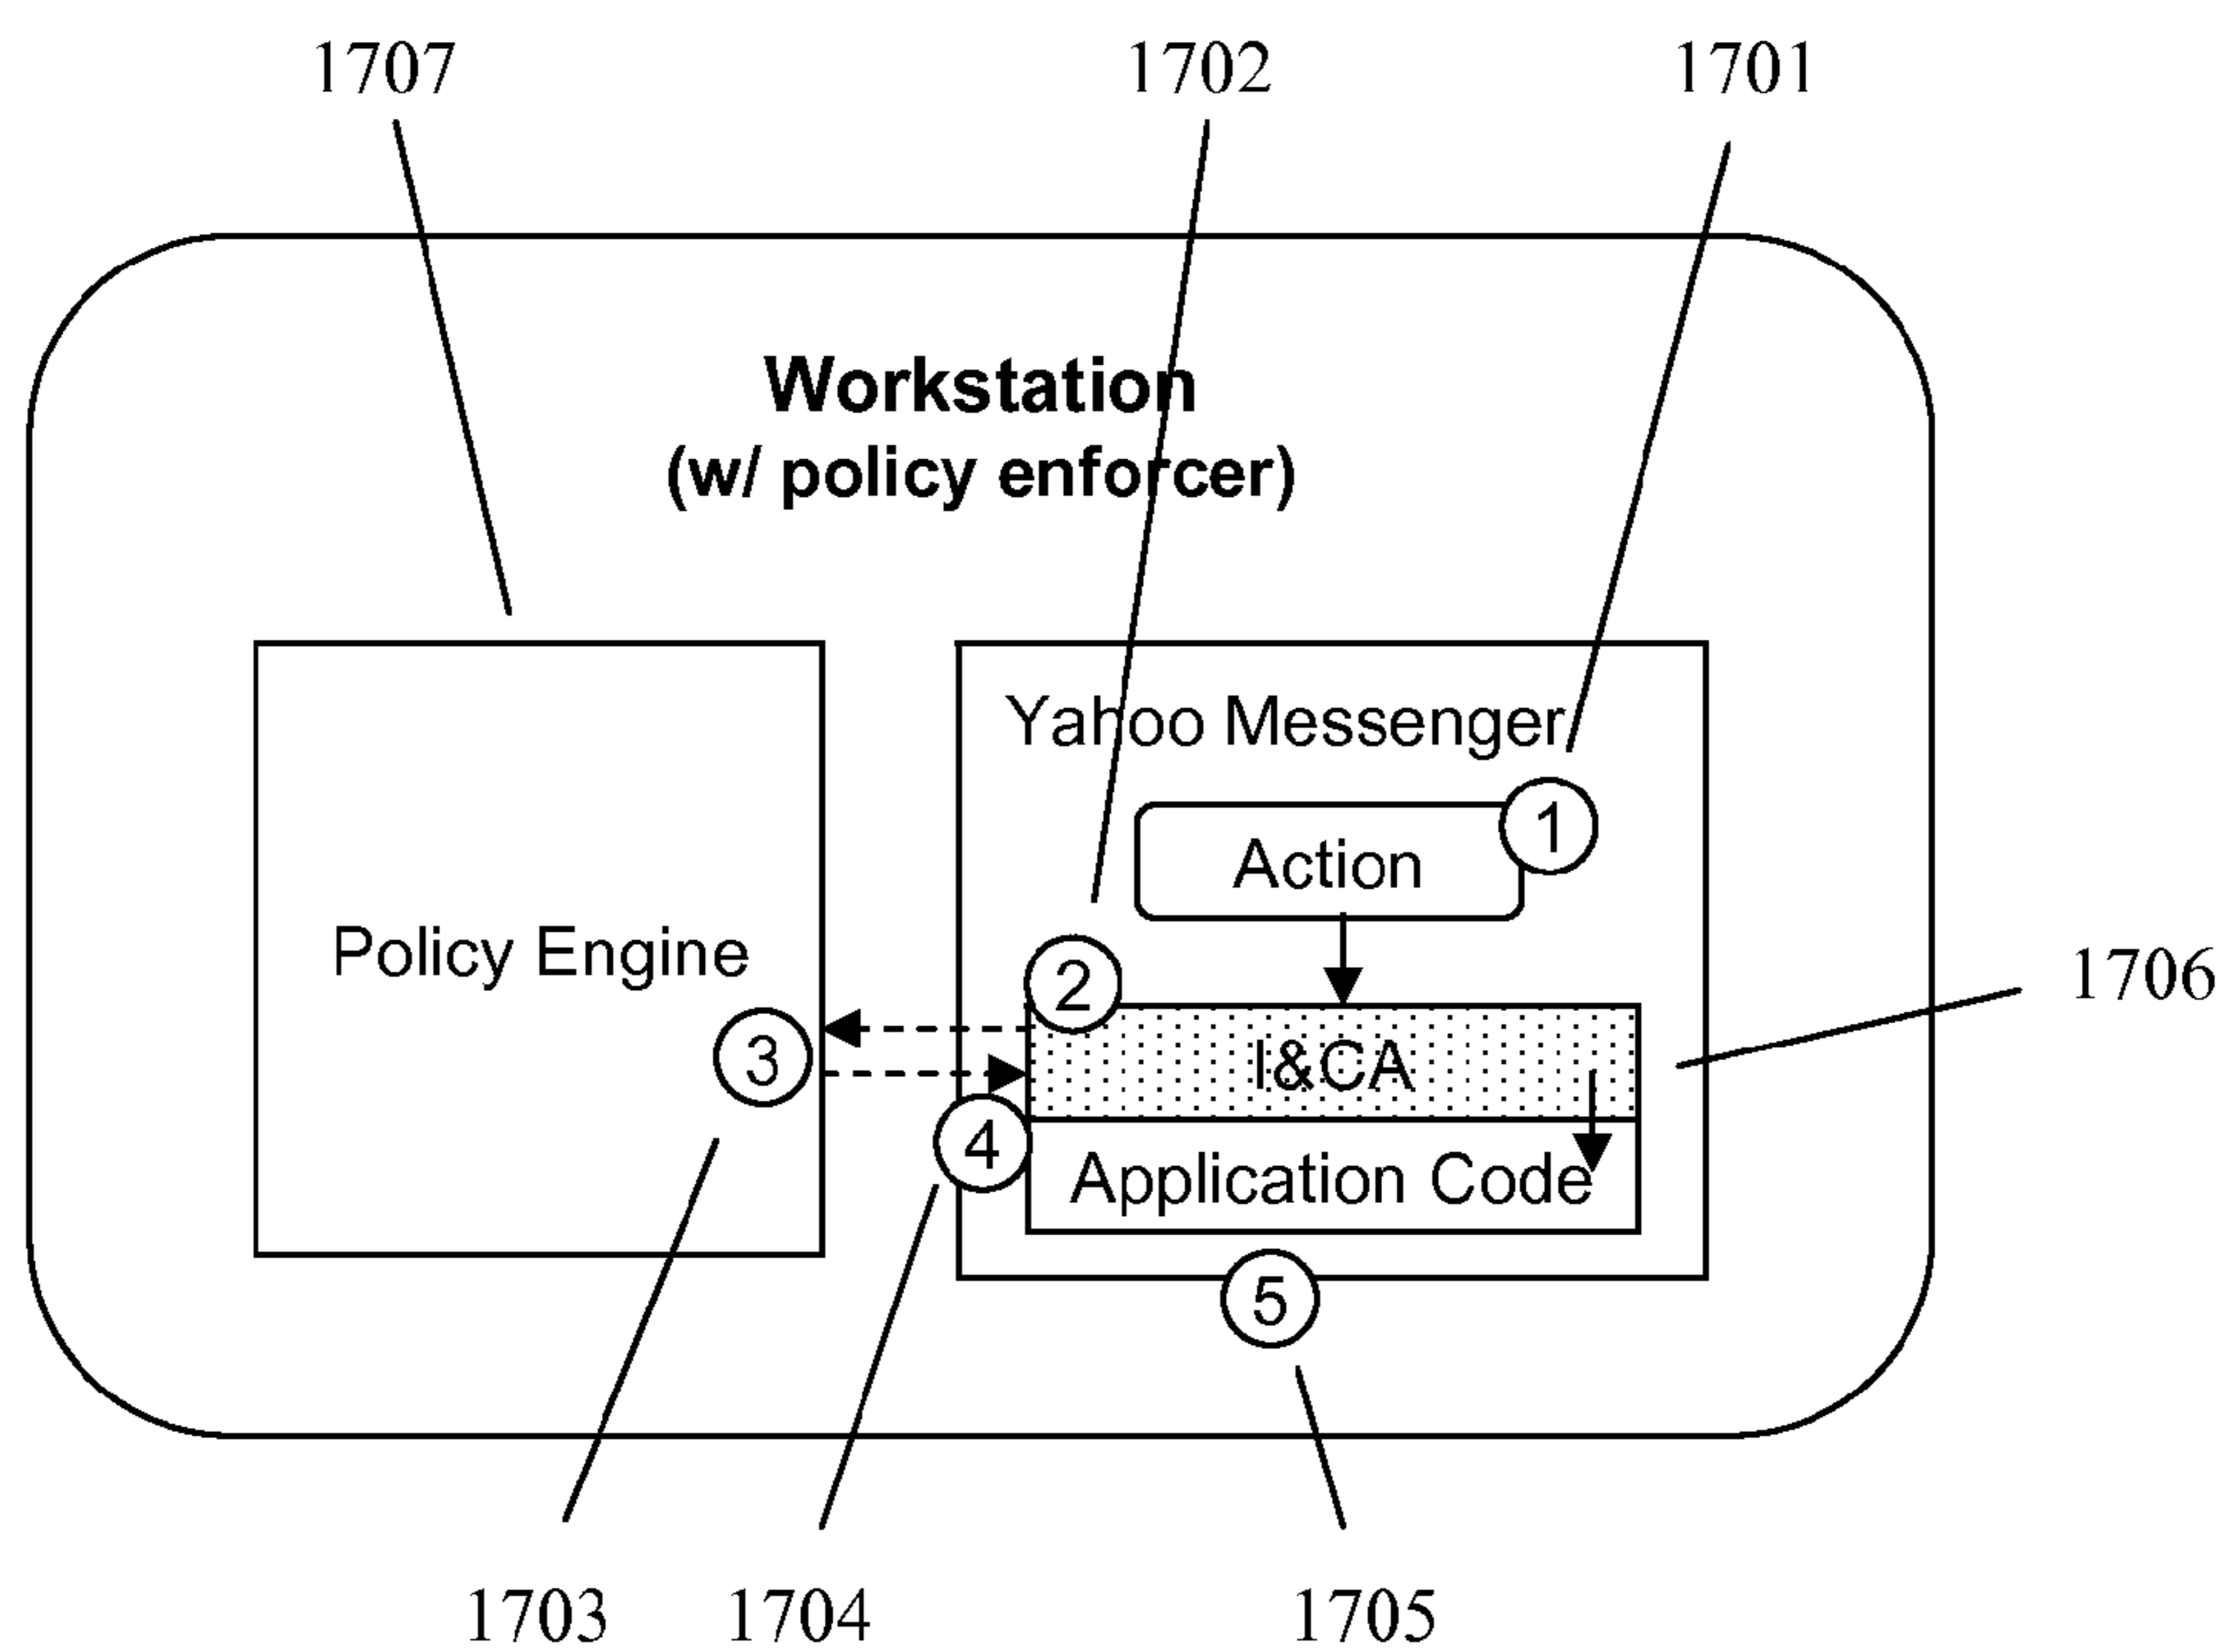 1707
1702
1701
Workstation
(w/ policy enforcer)
Yahoo Messenger
1
Action
Policy Engine
2
1706
3
I&CA
4
Application Code
5
1703
1704
1705